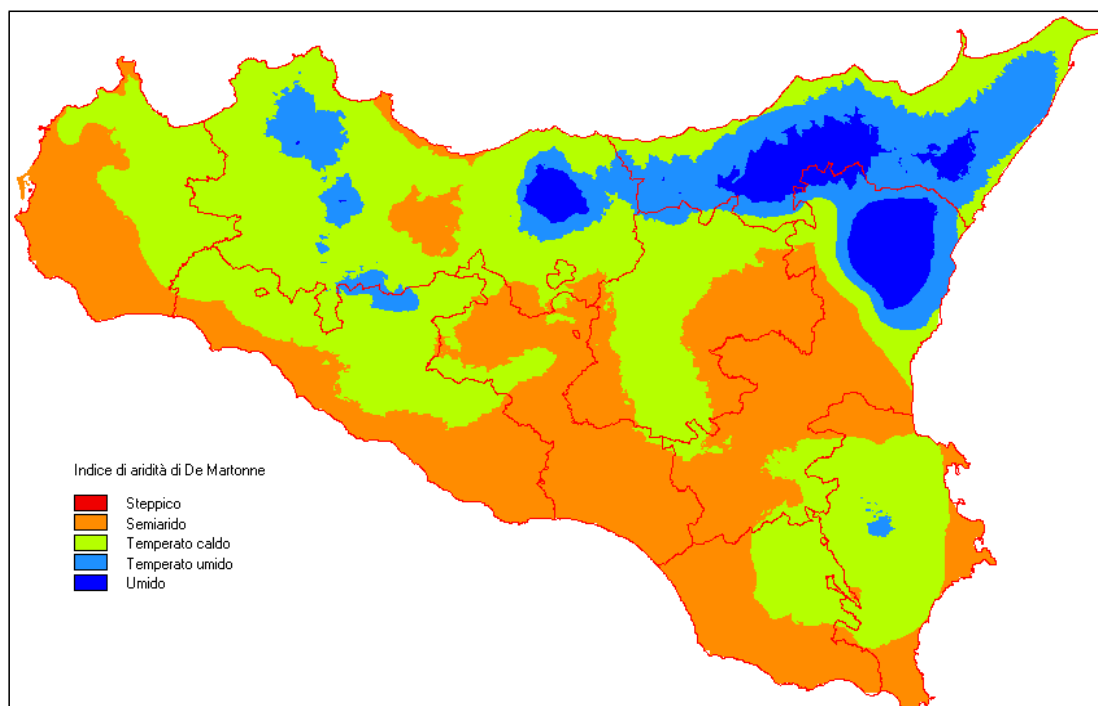 Indice di aridità di De Martonne
Steppico
Semiarido
Temperato caldo
Temperato umido
Umido